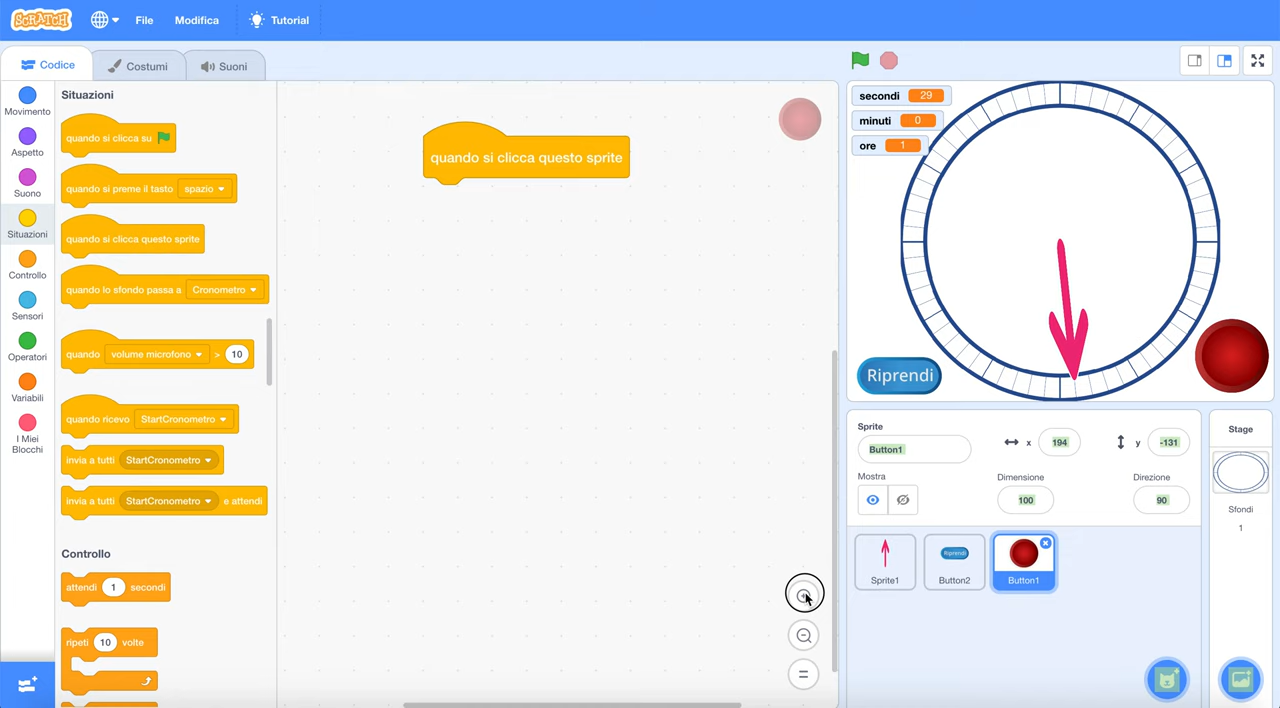 SCRATCH
File
Modifica
Tutorial
Codice
Costumi
Suoni
Movimento
Aspetto
Suono
Situazioni
Controllo
Sensori
Operatori
Variabili
I Miei
Blocchi
Situazioni
quando si clicca su
quando si preme il tasto spazio
quando si clicca questo sprite
quando lo sfondo passa a Cronometro
quando volume microfono > 10
quando ricevo StartCronometro
invia a tutti StartCronometro
invia a tutti StartCronometro e attendi
Controllo
attendi 1 secondi
ripeti 10 volte
quando si clicca questo sprite
secondi 29
minuti 0
ore 1
Riprendi
Sprite
Button1
x 194
y -131
Mostra
Dimensione
100
Direzione
90
Sprite1
Riprendi
Button2
Button1
Stage
Sfondi
1